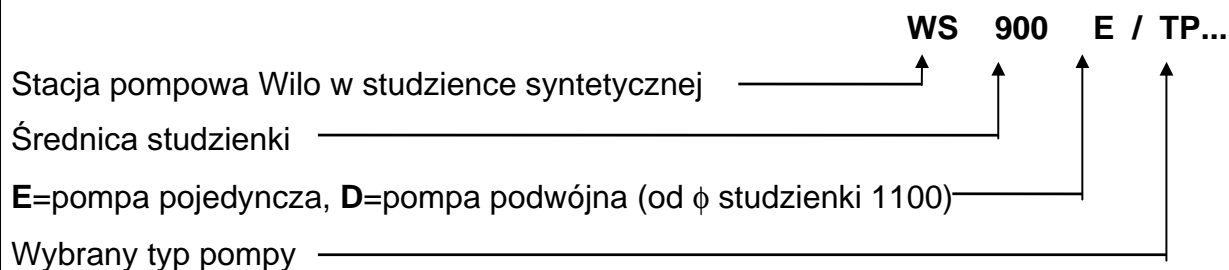 WS 900 E / TP...
Stacja pompowa Wilo w studzience syntetycznej
Średnica studzienki
E=pompa pojedyncza, D=pompa podwójna (od ϕ studzienki 1100)
Wybrany typ pompy